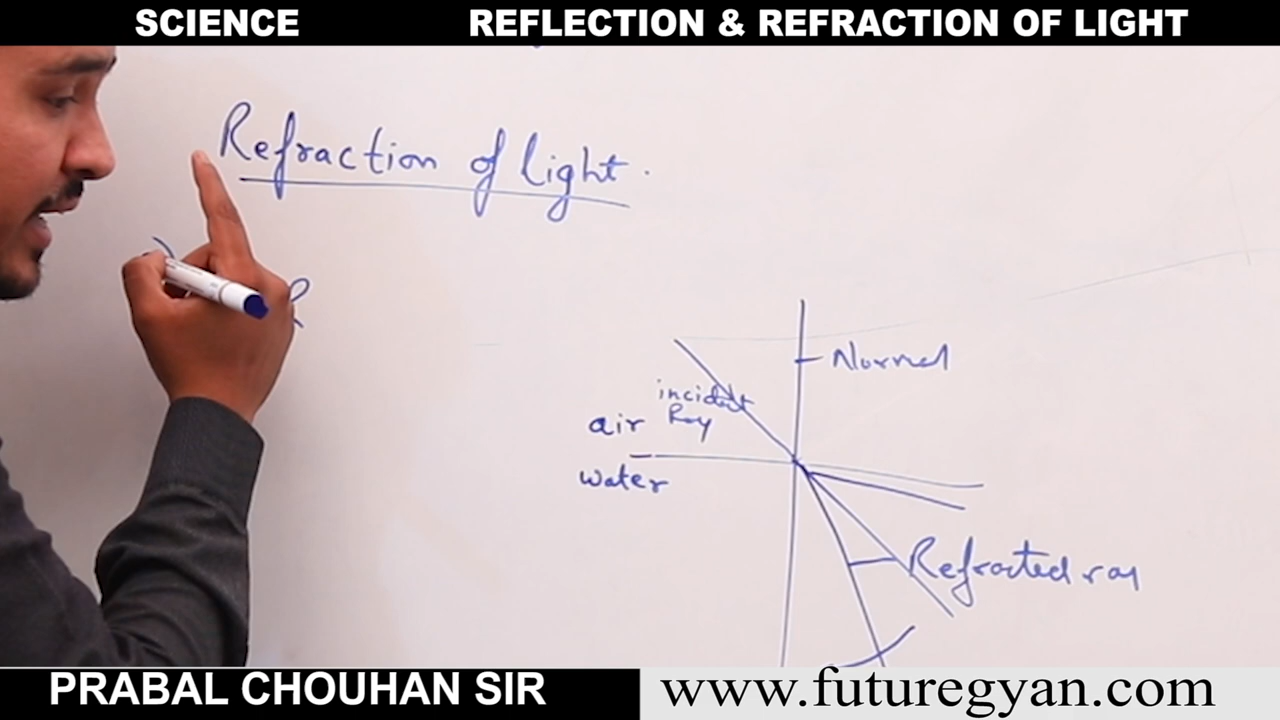 SCIENCE
REFLECTION & REFRACTION OF LIGHT
Refraction of light.
Normal
incident
Ray
air
water
Refracted ray
PRABAL CHOUHAN SIR
www.futuregyan.com